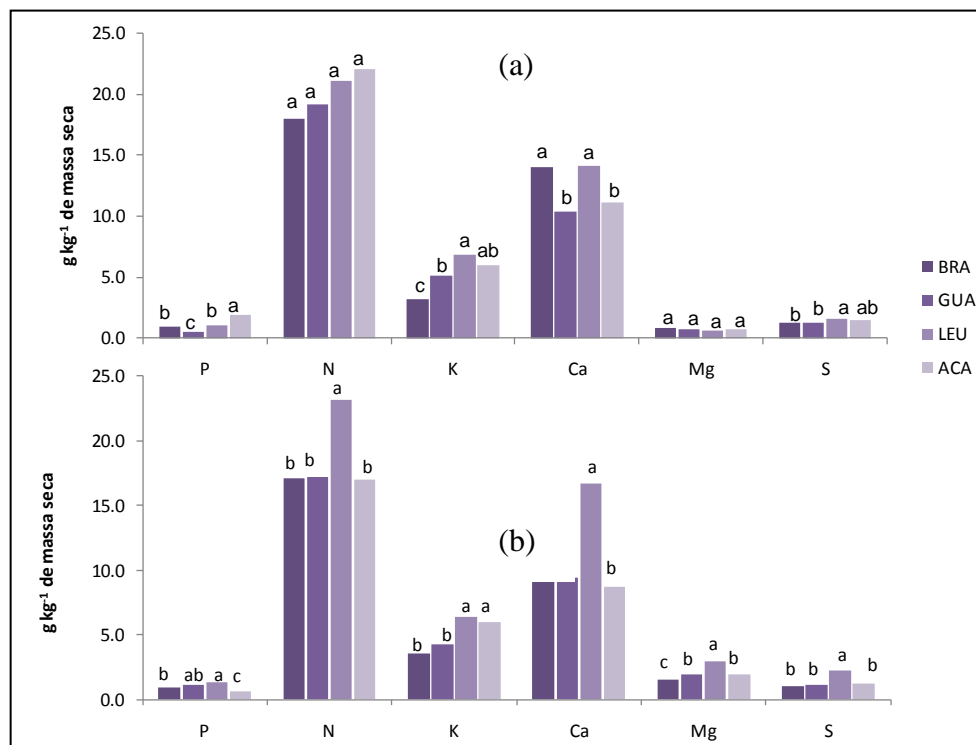 25.0
20.0
15.0
10.0
5.0
0.0
g kg-1 de massa seca
(a)
b c b a
a a a a
c b a ab
a b a b
a a a a
b b a ab
P N K Ca Mg S
BRA
GUA
LEU
ACA
25.0
20.0
15.0
10.0
5.0
0.0
g kg-1 de massa seca
(b)
b ab a c
b b a b
b b a a
a b
c b a b
b b a b
P N K Ca Mg S